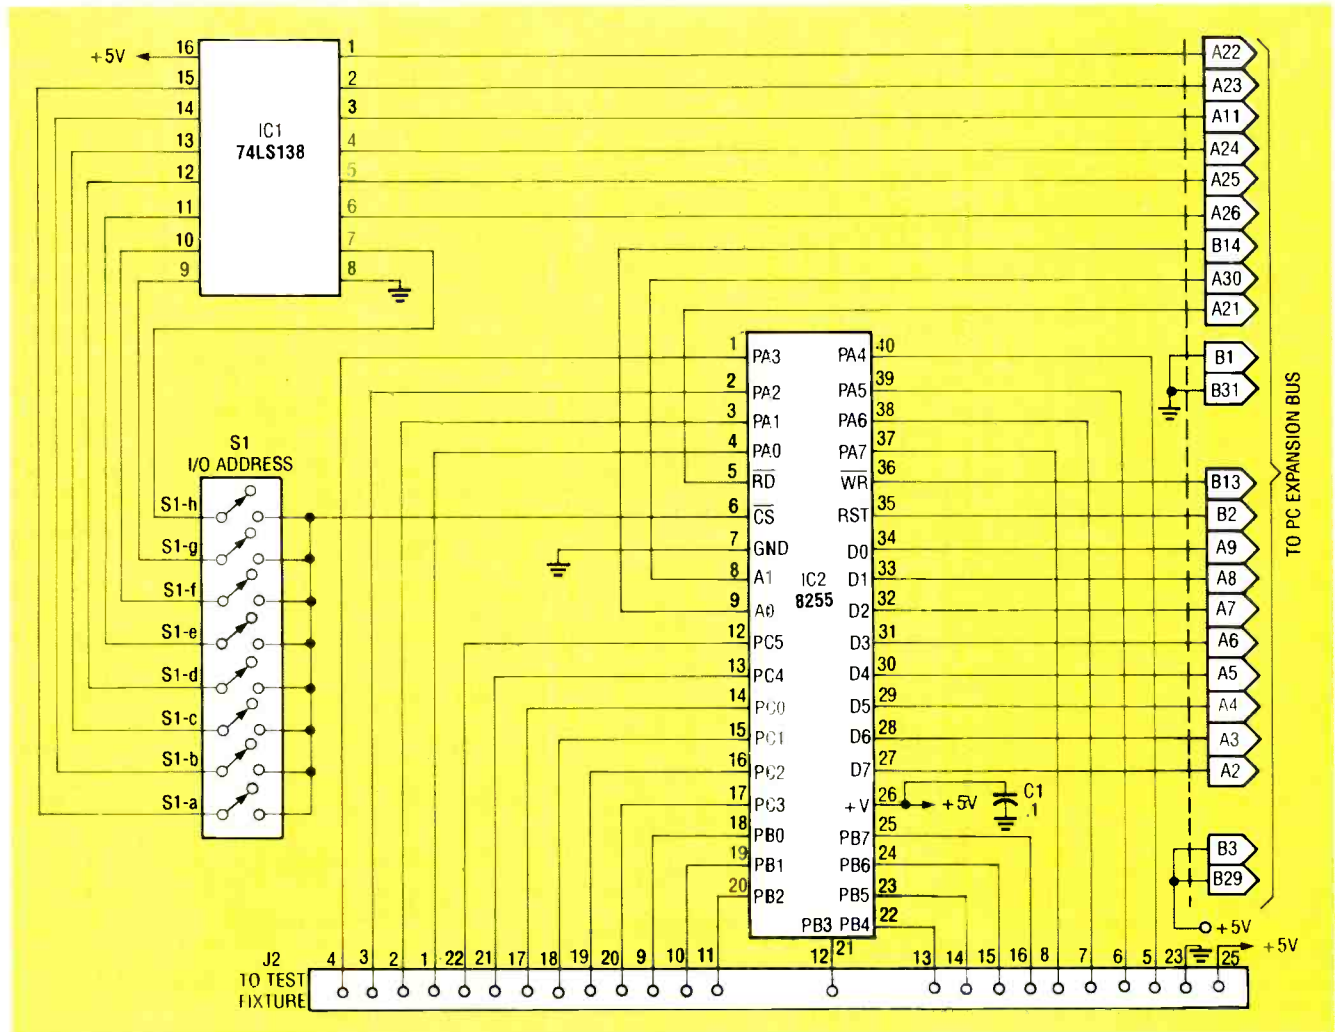 +5V
16
15
14
13
12
11
10
9
IC1
74LS138
1
2
3
4
5
6
7
8
A22
A23
A11
A24
A25
A26
B14
A30
A21
B1
B31
B13
B2
A9
A8
A7
A6
A5
A4
A3
A2
B3
B29
+5V
TO PC EXPANSION BUS
S1
I/O ADDRESS
S1-h
S1-g
S1-f
S1-e
S1-d
S1-c
S1-b
S1-a
1 PA3
2 PA2
3 PA1
4 PA0
5 RD
6 CS
7 GND
8 A1
9 A0
12 PC5
13 PC4
14 PC0
15 PC1
16 PC2
17 PC3
18 PB0
19 PB1
20 PB2
IC2
8255
PA4 40
PA5 39
PA6 38
PA7 37
WR 36
RST 35
D0 34
D1 33
D2 32
D3 31
D4 30
D5 29
D6 28
D7 27
+V 26
PB7 25
PB6 24
PB5 23
PB3 PB4 22
21
+5V
C1
.1
J2
TO TEST
FIXTURE
4 3 2 1 22 21 17 18 19 20 9 10 11 12 13 14 15 16 8 7 6 5 23 25
+5V